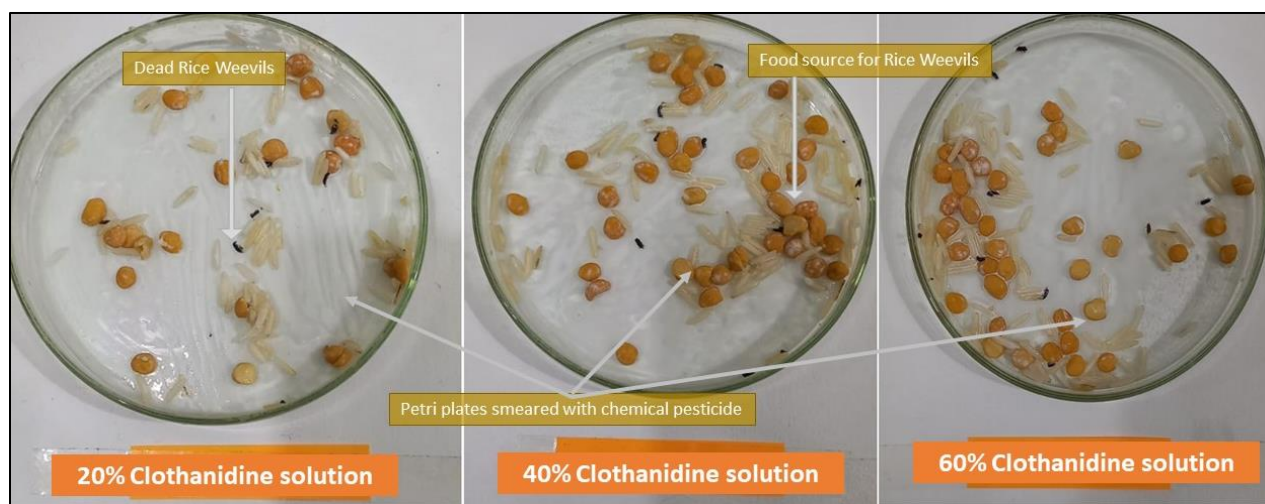 Dead Rice Weevils
Food source for Rice Weevils
Petri plates smeared with chemical pesticide
20% Clothanidine solution
40% Clothanidine solution
60% Clothanidine solution